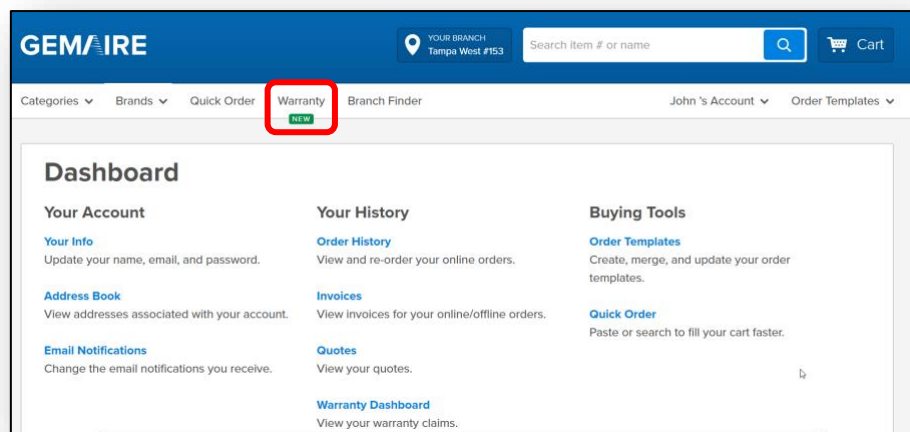 GEMAIRE
YOUR BRANCH
Tampa West #153
Search item # or name
Cart
Categories
Brands
Quick Order
Warranty
NEW
Branch Finder
John 's Account
Order Templates
Dashboard
Your Account
Your Info
Update your name, email, and password.
Address Book
View addresses associated with your account.
Email Notifications
Change the email notifications you receive.
Your History
Order History
View and re-order your online orders.
Invoices
View invoices for your online/offline orders.
Quotes
View your quotes.
Warranty Dashboard
View your warranty claims.
Buying Tools
Order Templates
Create, merge, and update your order
templates.
Quick Order
Paste or search to fill your cart faster.